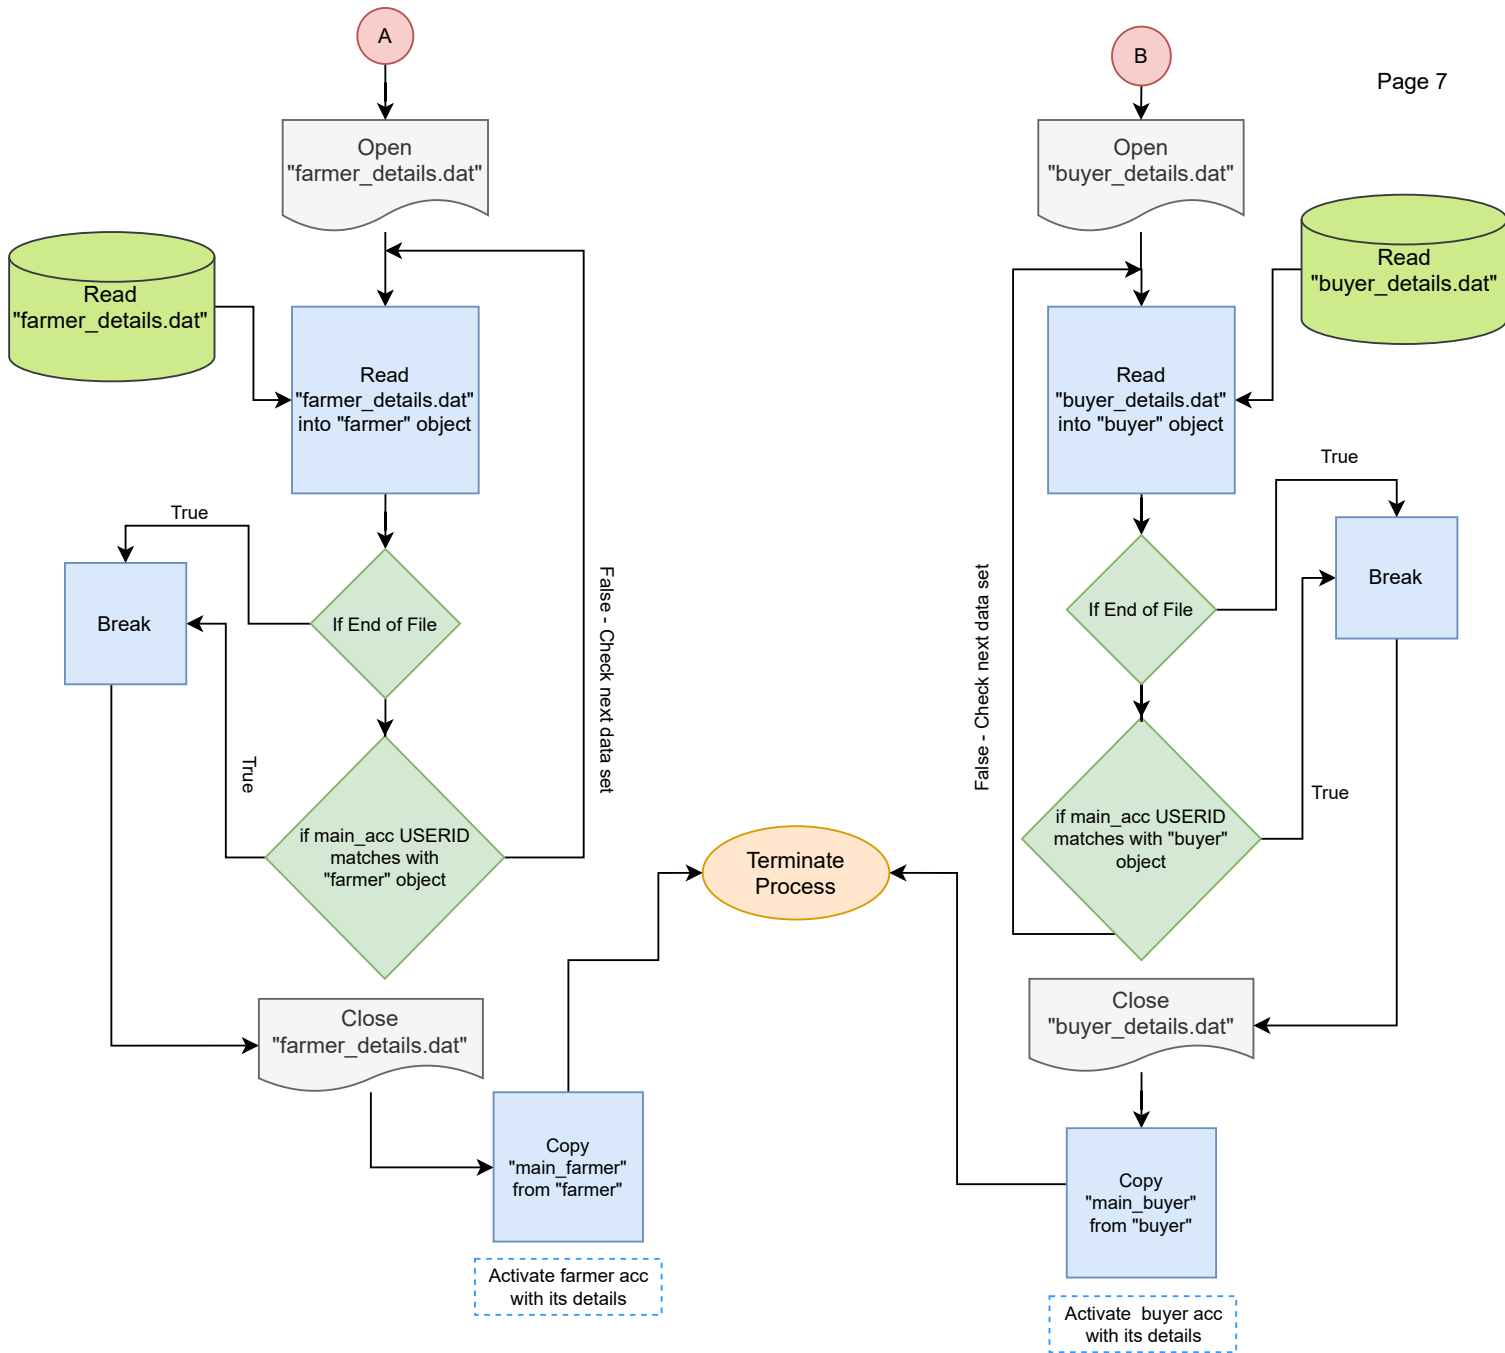 A
B
Page 7
Open
"farmer_details.dat"
Open
"buyer_details.dat"
Read
"farmer_details.dat"
Read
"buyer_details.dat"
Read
"farmer_details.dat"
into "farmer" object
Read
"buyer_details.dat"
into "buyer" object
True
True
Break
If End of File
False - Check next data set
False - Check next data set
If End of File
Break
True
True
if main_acc USERID
matches with
"farmer" object
Terminate
Process
if main_acc USERID
matches with "buyer"
object
Close
"farmer_details.dat"
Close
"buyer_details.dat"
Copy
"main_farmer"
from "farmer"
Copy
"main_buyer"
from "buyer"
Activate farmer acc
with its details
Activate  buyer acc
with its details